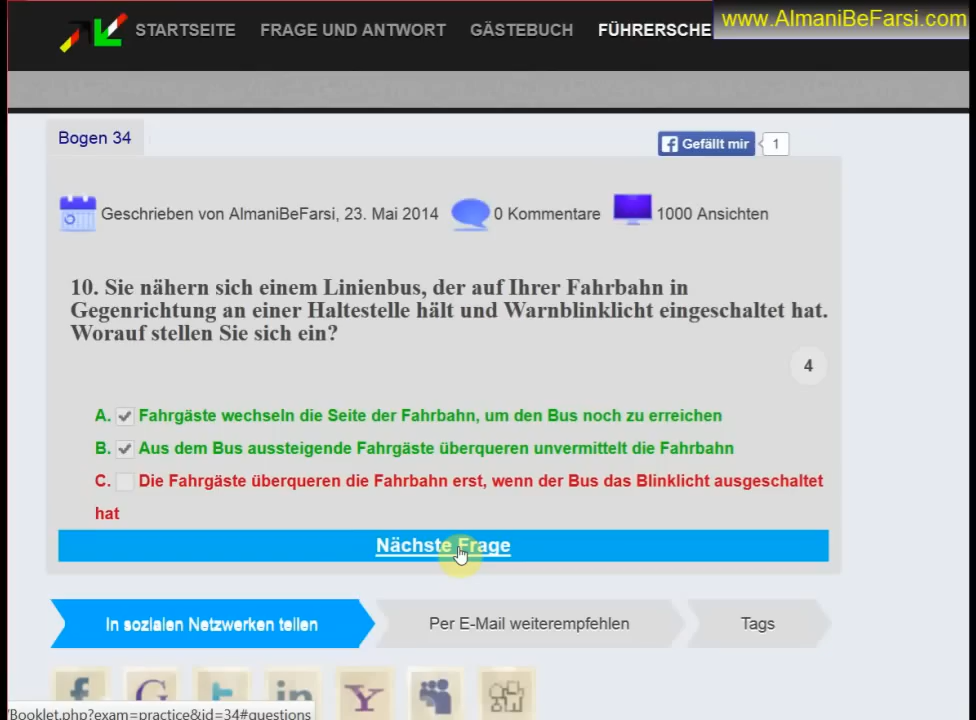 www.AlmaniBeFarsi.com
STARTSEITE FRAGE UND ANTWORT GÄSTEBUCH FÜHRERSCHE
Bogen 34
Gefällt mir 1
Geschrieben von AlmaniBeFarsi, 23. Mai 2014 0 Kommentare 1000 Ansichten
10. Sie nähern sich einem Linienbus, der auf Ihrer Fahrbahn in
Gegenrichtung an einer Haltestelle hält und Warnblinklicht eingeschaltet hat.
Worauf stellen Sie sich ein?
4
A. Fahrgäste wechseln die Seite der Fahrbahn, um den Bus noch zu erreichen
B. Aus dem Bus aussteigende Fahrgäste überqueren unvermittelt die Fahrbahn
C. Die Fahrgäste überqueren die Fahrbahn erst, wenn der Bus das Blinklicht ausgeschaltet
hat
Nächste Frage
In sozialen Netzwerken teilen Per E-Mail weiterempfehlen Tags
/Booklet.php?exam=practice&id=34#questions